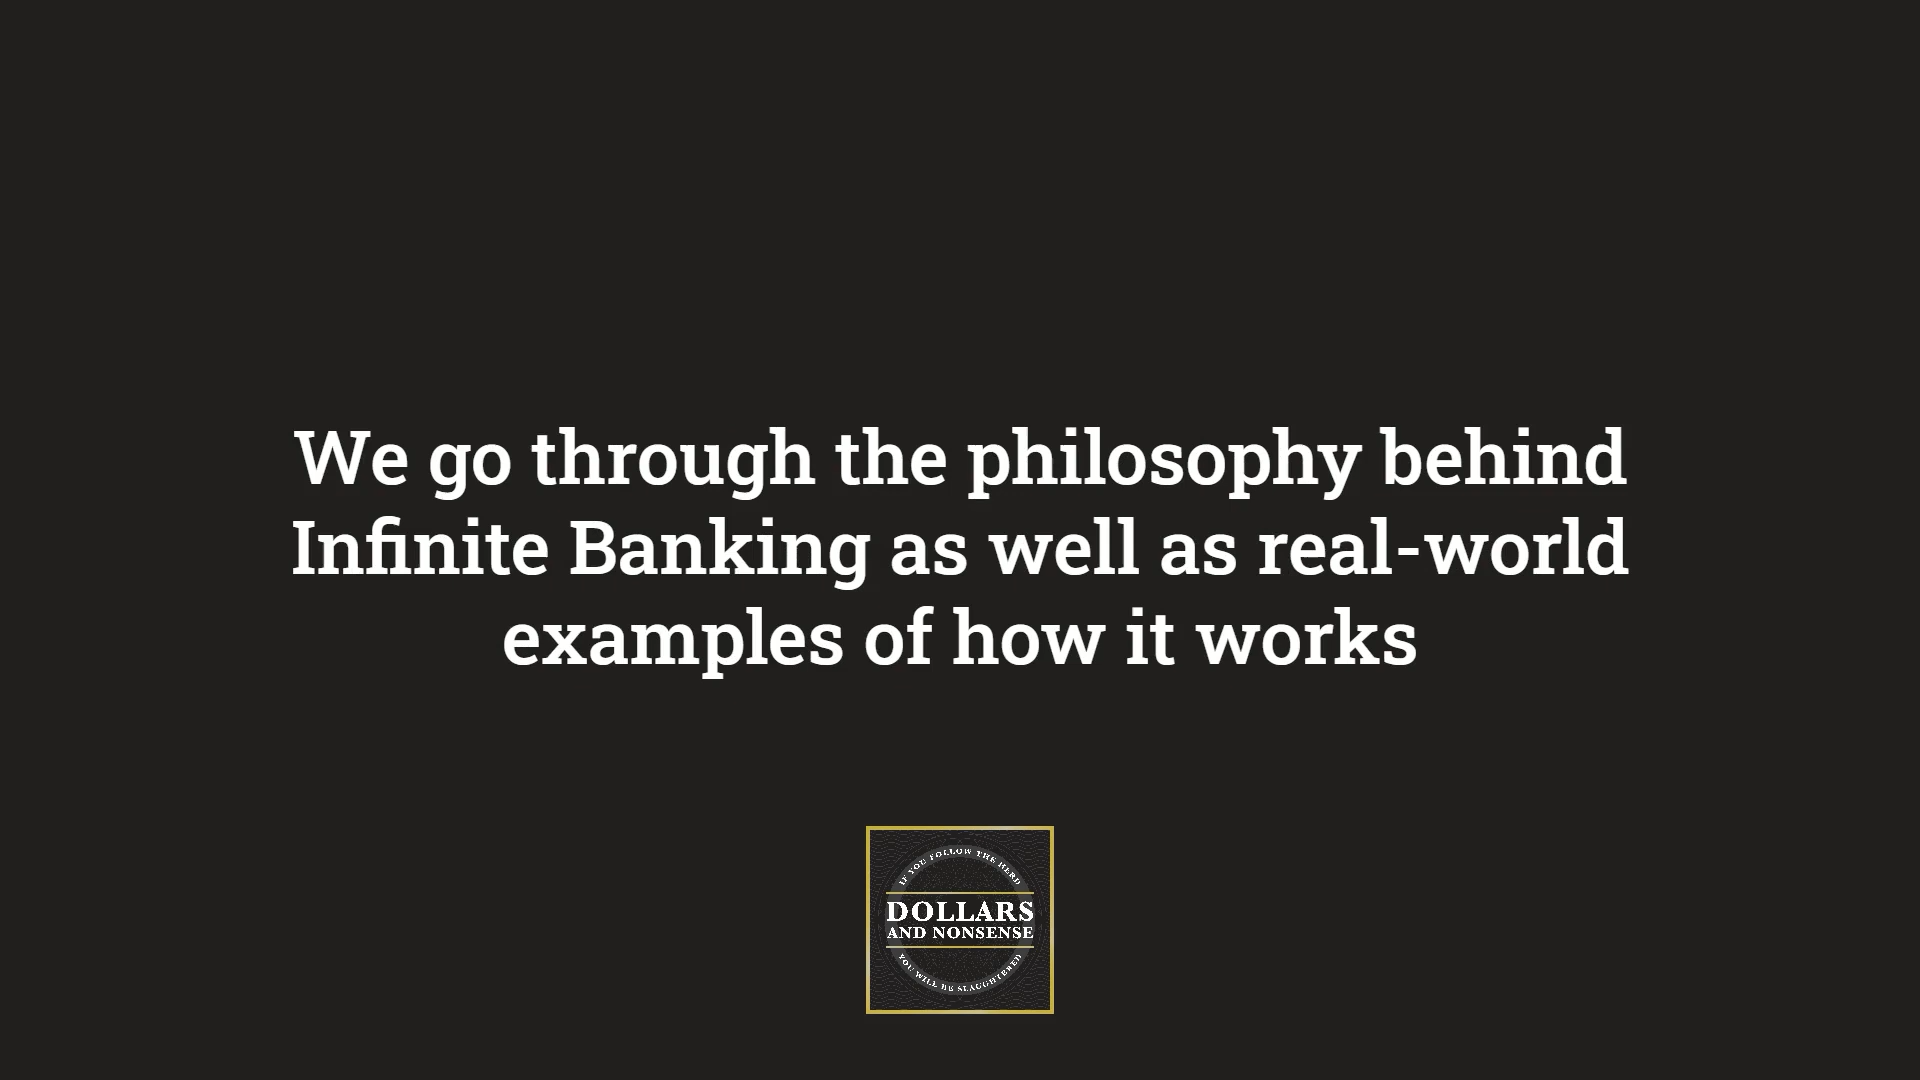 We go through the philosophy behind
Infinite Banking as well as real-world
examples of how it works
IF YOU FOLLOW THE HERD
DOLLARS
AND NONSENSE
YOU WILL BE SLAUGHTERED